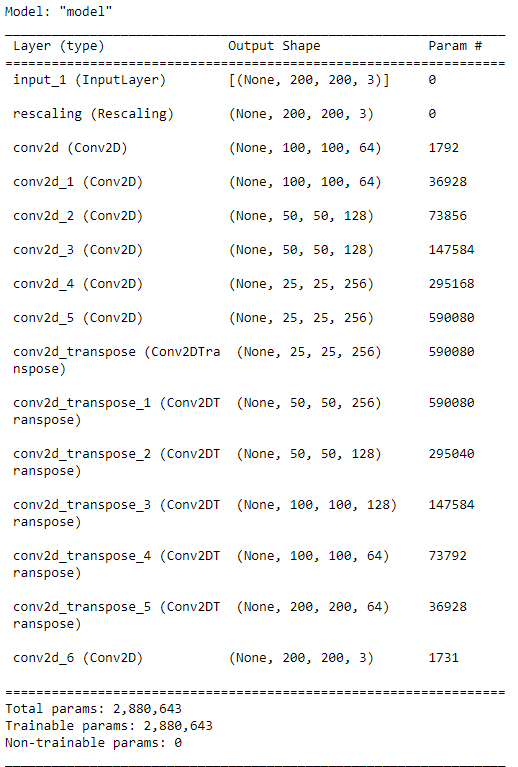 Model: "model"
Layer (type) Output Shape Param #
input_1 (InputLayer) [(None, 200, 200, 3)] 0
rescaling (Rescaling) (None, 200, 200, 3) 0
conv2d (Conv2D) (None, 100, 100, 64) 1792
conv2d_1 (Conv2D) (None, 100, 100, 64) 36928
conv2d_2 (Conv2D) (None, 50, 50, 128) 73856
conv2d_3 (Conv2D) (None, 50, 50, 128) 147584
conv2d_4 (Conv2D) (None, 25, 25, 256) 295168
conv2d_5 (Conv2D) (None, 25, 25, 256) 590080
conv2d_transpose (Conv2DTra (None, 25, 25, 256) 590080
nspose)
conv2d_transpose_1 (Conv2DT (None, 50, 50, 256) 590080
ranspose)
conv2d_transpose_2 (Conv2DT (None, 50, 50, 128) 295040
ranspose)
conv2d_transpose_3 (Conv2DT (None, 100, 100, 128) 147584
ranspose)
conv2d_transpose_4 (Conv2DT (None, 100, 100, 64) 73792
ranspose)
conv2d_transpose_5 (Conv2DT (None, 200, 200, 64) 36928
ranspose)
conv2d_6 (Conv2D) (None, 200, 200, 3) 1731
Total params: 2,880,643
Trainable params: 2,880,643
Non-trainable params: 0